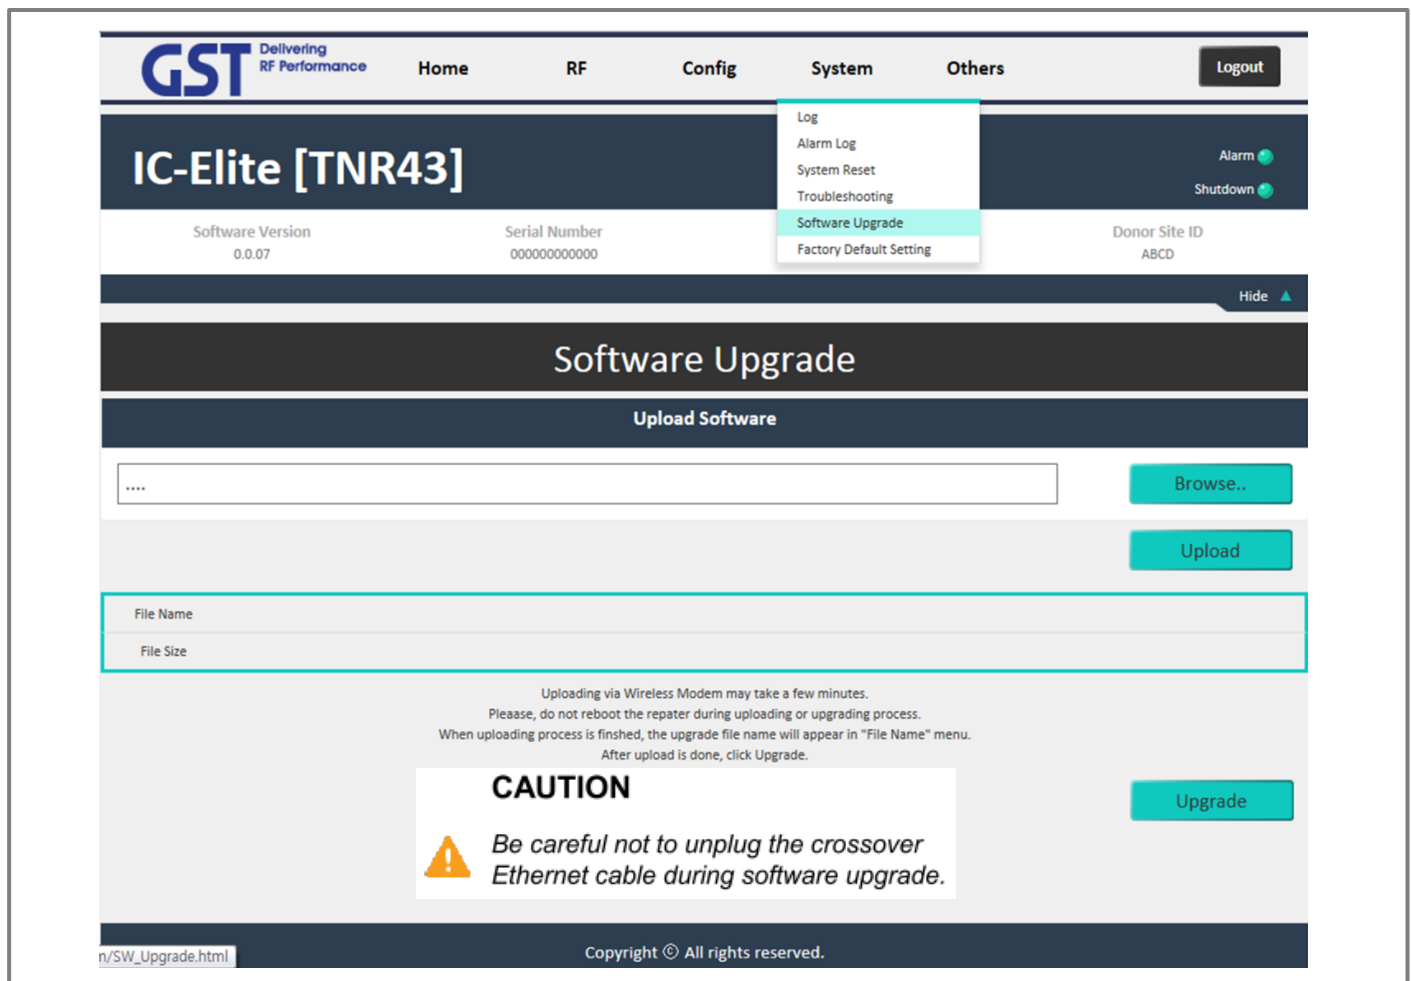 GST Delivering
RF Performance
Home RF Config System Others Logout
Log
Alarm Log
System Reset
Troubleshooting
Software Upgrade
Factory Default Setting
IC-Elite [TNR43]
Alarm
Shutdown
Software Version Serial Number Donor Site ID
0.0.07 000000000000 ABCD
Hide
Software Upgrade
Upload Software
.... Browse..
Upload
File Name
File Size
Uploading via Wireless Modem may take a few minutes.
Pleaase, do not reboot the repater during uploading or upgrading process.
When uploading process is finshed, the upgrade file name will appear in "File Name" menu.
After upload is done, click Upgrade.
CAUTION
Upgrade
Be careful not to unplug the crossover
Ethernet cable during software upgrade.
Copyright © All rights reserved.
n/SW_Upgrade.html